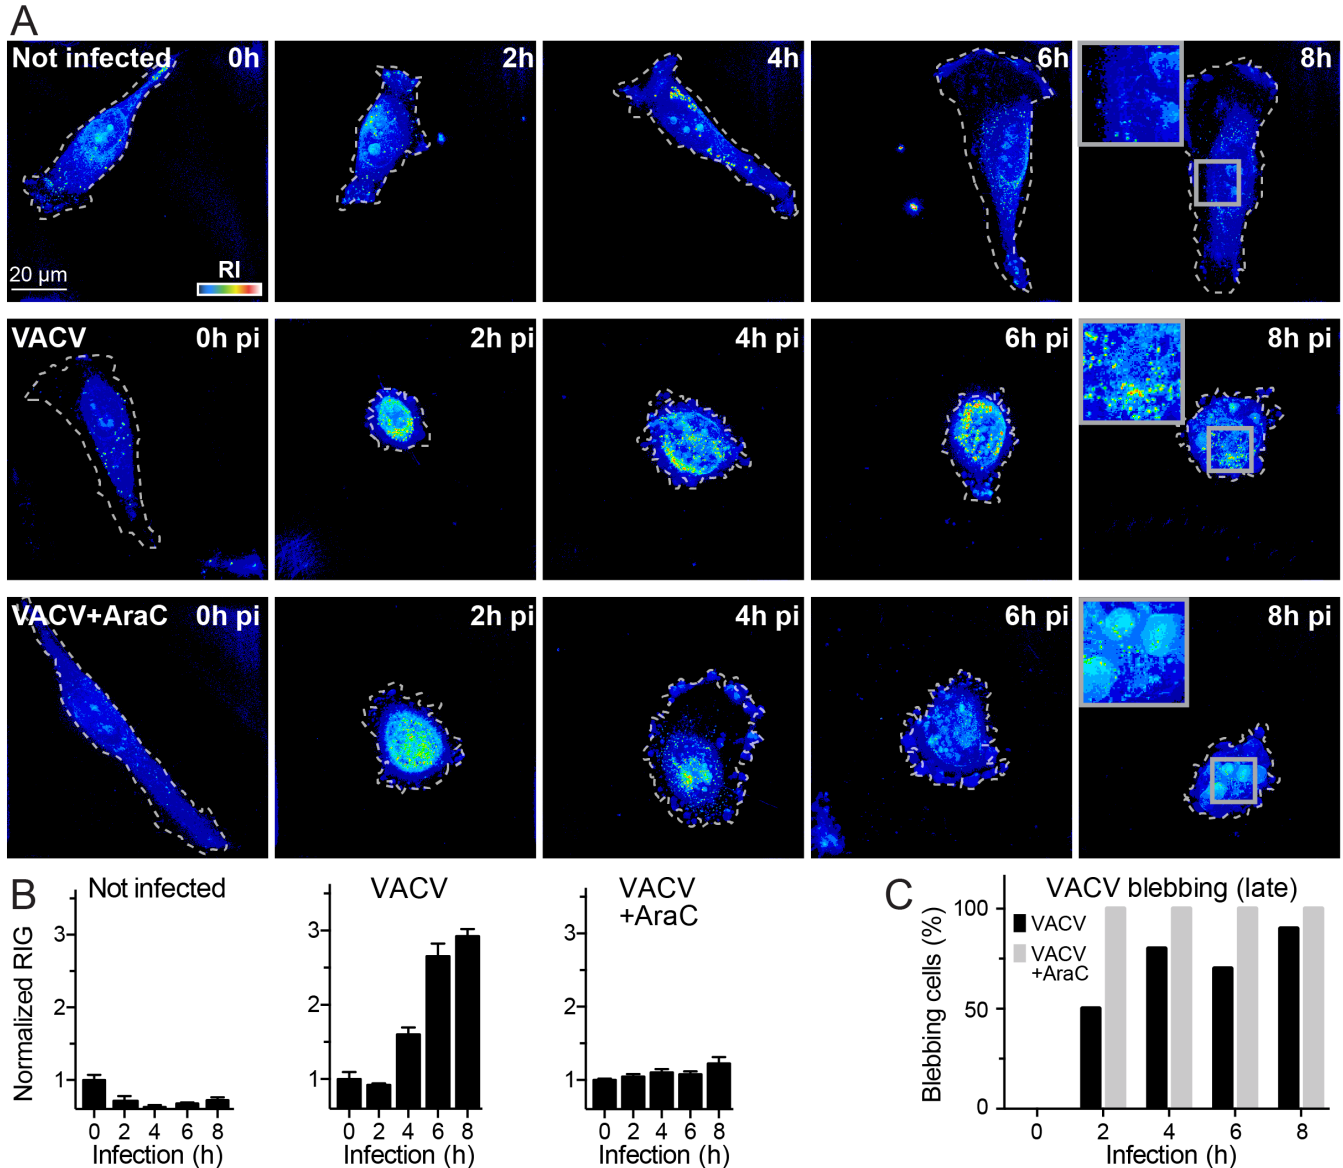 A
Not infected 0h
2h
4h
6h
8h
20 µm
RI
VACV 0h pi
2h pi
4h pi
6h pi
8h pi
VACV+AraC 0h pi
2h pi
4h pi
6h pi
8h pi
B
Not infected
Normalized RIG
3
2
1
0 2 4 6 8
Infection (h)
VACV
3
2
1
0 2 4 6 8
Infection (h)
VACV
+AraC
3
2
1
0 2 4 6 8
Infection (h)
C
VACV blebbing (late)
Blebbing cells (%)
100
50
0
VACV
VACV
+AraC
0 2 4 6 8
Infection (h)